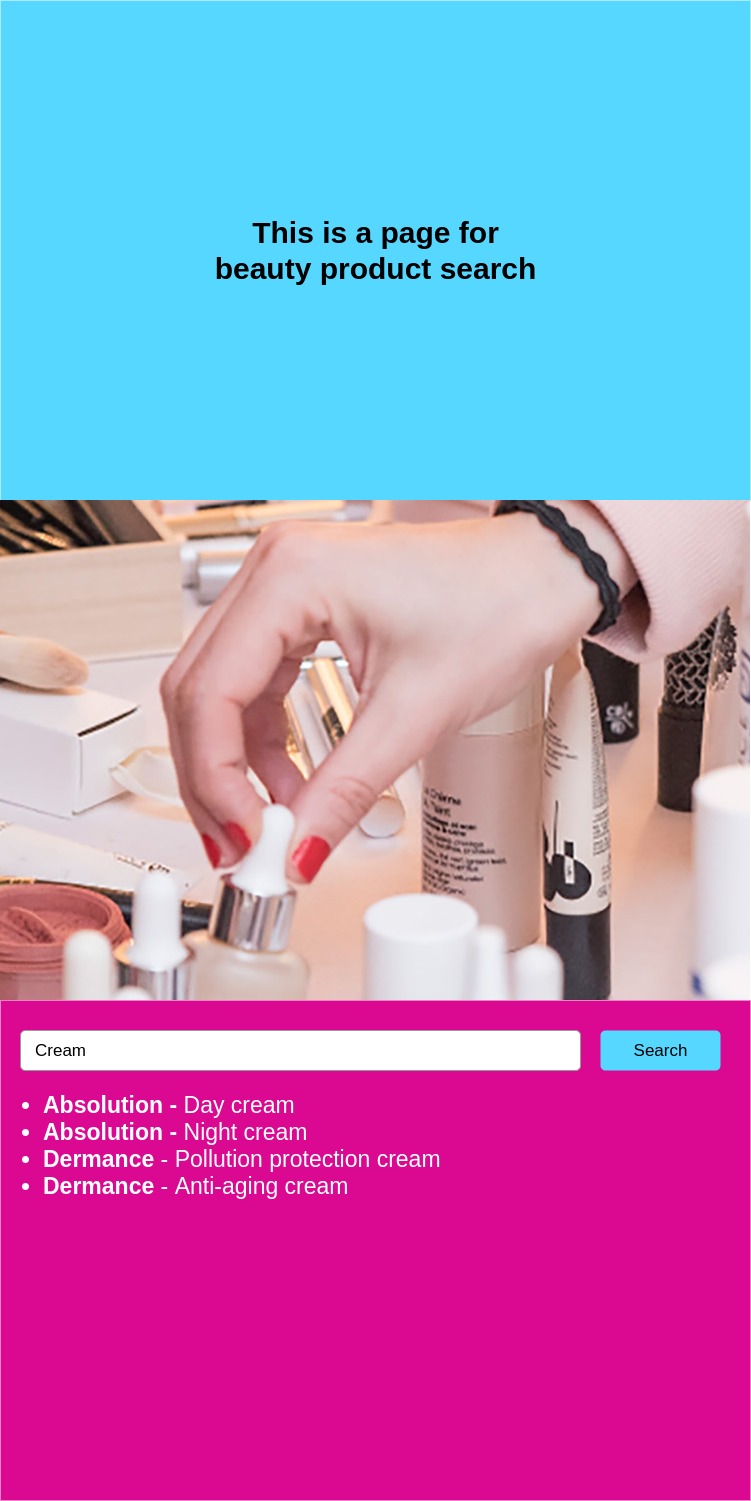 This is a page for
beauty product search
Cream
Search
Absolution - Day cream
Absolution - Night cream
Dermance - Pollution protection cream
Dermance - Anti-aging cream